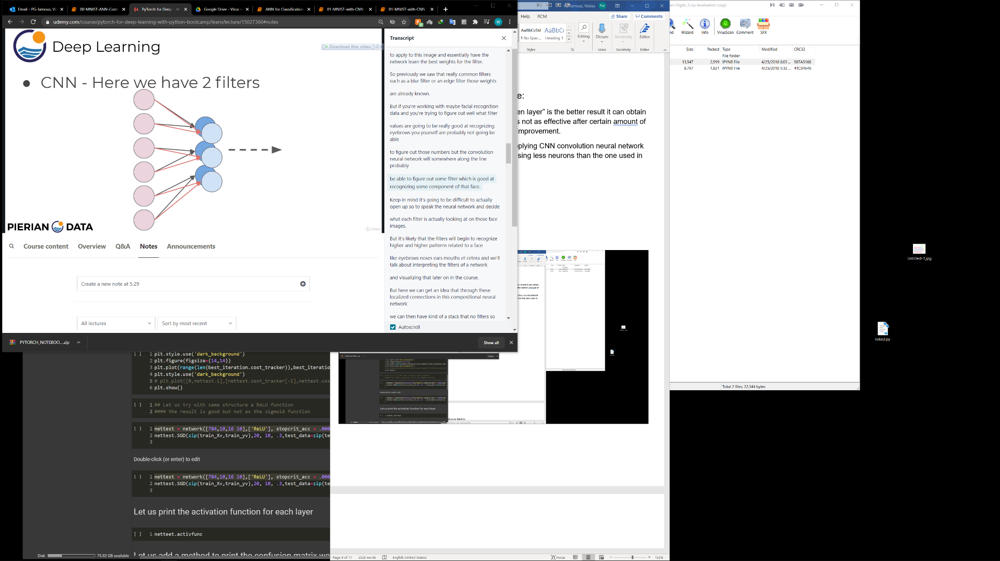 Email - PG-Jamous, W
00-MNIST-ANN-Code
PyTorch for Deep
Google Drive - Virus s
ANN for Classification
01-MNIST-with-CNN
01-MNIST-with-CNN
udemy.com/course/pytorch-for-deep-learning-with-python-bootcamp/learn/lecture/15027366#notes
Deep Learning
Download this video
CNN - Here we have 2 filters
PIERIAN DATA
Course content
Overview
Q&A
Notes
Announcements
Create a new note at 5:29
All lectures
Sort by most recent
Transcript
to apply to this image and essentially have the
network learn the best weights for the filter.
So previously we saw that really common filters
such as a blur filter or an edge filter those weights
are already known.
But if you're working with maybe facial recognition
data and you're trying to figure out well what filter
values are going to be really good at recognizing
eyebrows you yourself are probably not going be
able
to figure out those numbers but the convolution
neural network will somewhere along the line
probably
be able to figure out some filter which is good at
recognizing some component of that face.
Keep in mind it's going to be difficult to actually
open up so to speak the neural network and decide
what each filter is actually looking at on those face
images.
But it's likely that the filters will begin to recognize
higher and higher patterns related to a face
like eyebrows noses ears mouths et cetera and we'll
talk about interpreting the filters of a network
and visualizing that later on in the course.
But here we can get an idea that through these
localized connections in this compositional neural
network
we can then have kind of a stack that no filters so
Autoscroll
PYTORCH_NOTEBOO....zip
Show all
Jamous, Walaa PW
Help RCM
Share
Comments
AaBbCcDd AaBbCc
¶ No Spac... Heading 1
Styles
Editing
Dictate
Voice
Sensitivity
Sensitivity
Editor
Editor
e:
en layer” is the better result it can obtain
s not as effective after certain amount of
mprovement.
plying CNN convolution neural network
sing less neurons than the one used in
en-Digits_2.zip (evaluation copy)
nd
Wizard
Info
VirusScan
Comment
SFX
Size Packed Type Modified CRC32
File folder
13,547 2,919 IPYNB File 4/25/2018 6:03 ... 907A5166
8,797 1,821 IPYNB File 4/25/2018 5:32 ... 41CB4646
Total 2 files, 22,344 bytes
Untitled-1.jpg
rutaul.py
[ ] 1 plt.style.use('dark_background')
2 plt.figure(figsize=(14,14))
3 plt.plot(range(len(best_iteration.cost_tracker)),best_iteratio
4 plt.style.use('dark_background')
5 # plt.plot([0,nettest.i],[nettest.cost_tracker[-1],nettest.cos
6 plt.show()
[ ] 1 ## Let us try with same structure a ReLU function
2 #### the result is good but not as the sigmoid function
[ ] 1 nettest = network([784,10,16 10],['ReLU'], stopcrit_acc = .000
2 nettest.SGD(zip(train_Xv,train_yv),20, 10, .3,test_data=zip(te
3
Double-click (or enter) to edit
[ ] 1 nettest = network([784,10,16 10],['ReLU'], stopcrit_acc = .000
2 nettest.SGD(zip(train_Xv,train_yv),20, 10, .3,test_data=zip(te
3
Let us print the activation function for each layer
[ ] 1 netteet.activfunc
Let us add a method to print the confusion matrix we
Disk 75.82 GB available
Let us print the activation function for each layer
Page 8 of 11
2528 words
English (United States)
Focus
153%